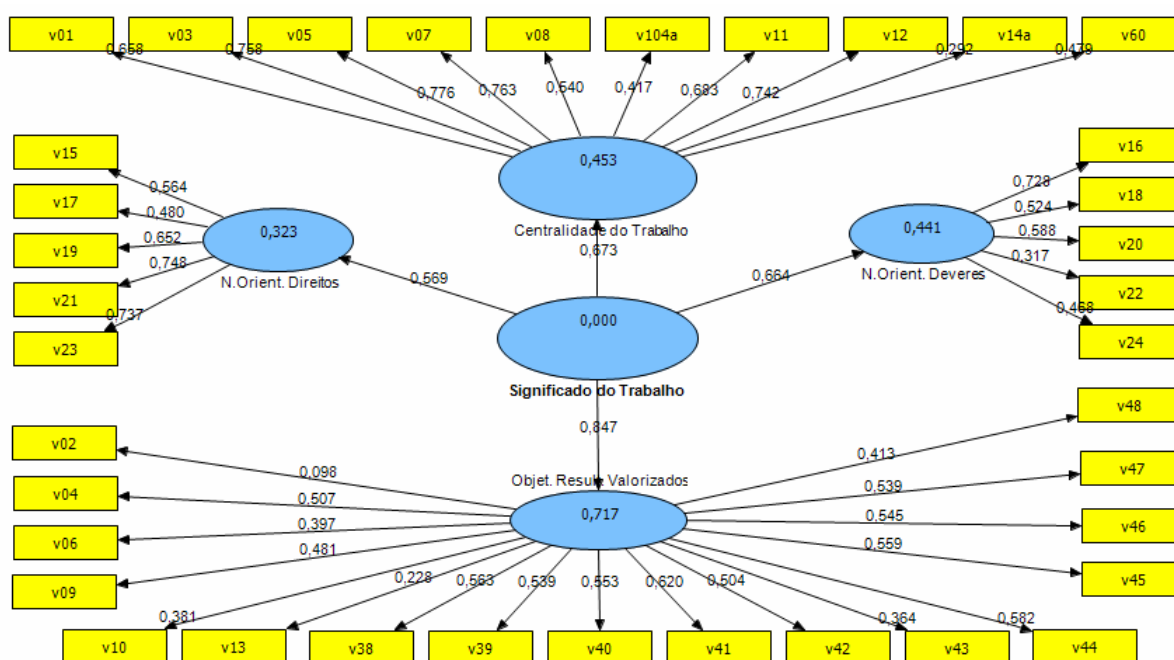 v01 v03 v05 v07 v08 v104a v11 v12 v14a v60
0,658 0,758 0,776 0,763 0,540 0,417 0,683 0,742 0,292 0,479
0,453
Centralidade do Trabalho
v15
v17
v19
v21
v23
0,564
0,480
0,652
0,748
0,737
0,323
N.Orient. Direitos
v16
v18
v20
v22
v24
0,728
0,524
0,588
0,317
0,468
0,441
N.Orient. Deveres
0,673
0,569
0,664
0,000
Significado do Trabalho
0,847
Objet. Result Valorizados
0,717
v02
v04
v06
v09
0,098
0,507
0,397
0,481
v48
v47
v46
v45
0,413
0,539
0,545
0,559
0,381 0,228 0,563 0,539 0,553 0,620 0,504 0,364 0,582
v10 v13 v38 v39 v40 v41 v42 v43 v44